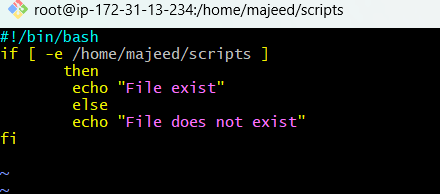 root@ip-172-31-13-234:/home/majeed/scripts
#!/bin/bash
if [ -e /home/majeed/scripts ]
then
echo "File exist"
else
echo "File does not exist"
fi
~
~